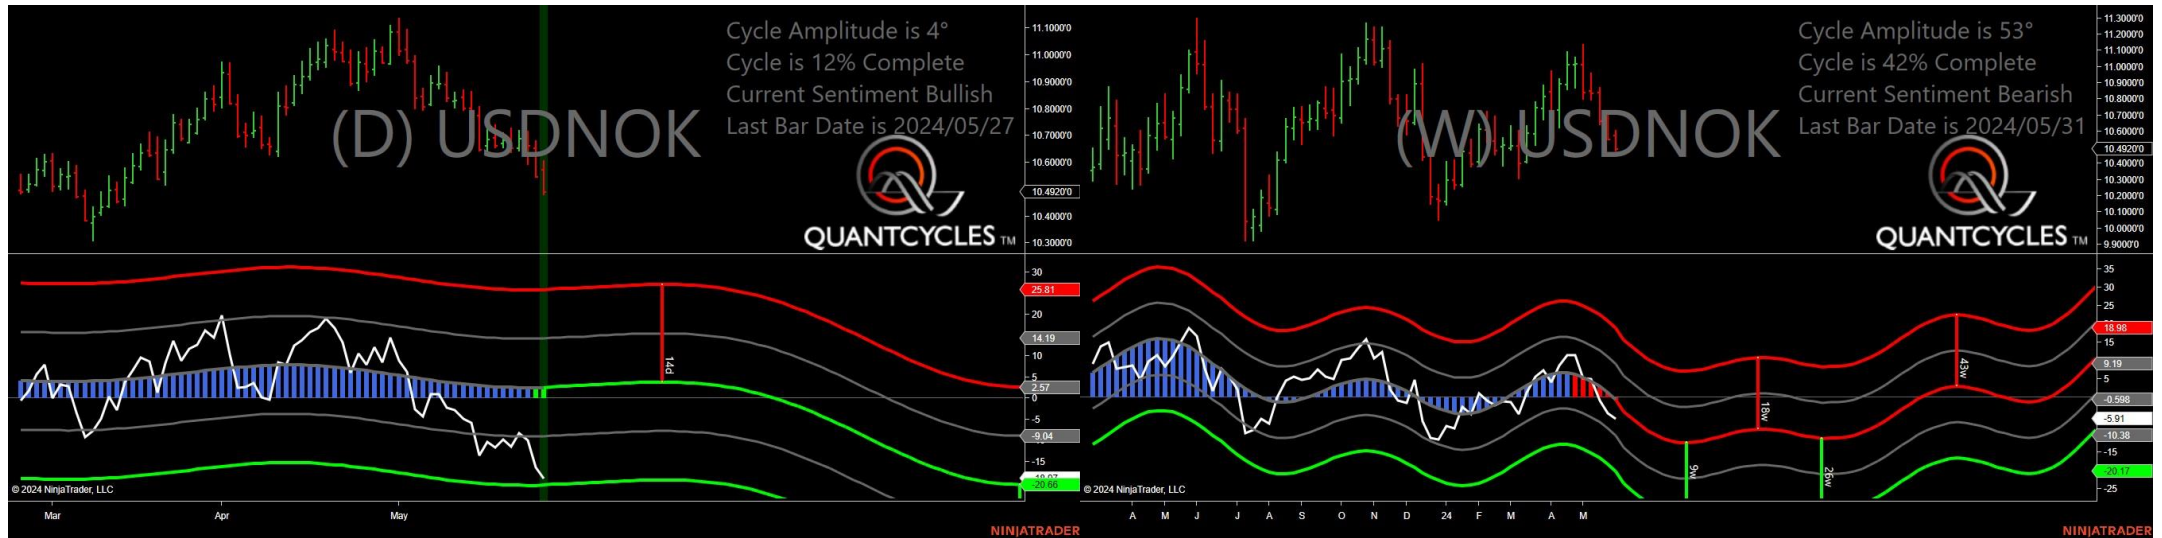 Cycle Amplitude is 4°
Cycle is 12% Complete
Current Sentiment Bullish
Last Bar Date is 2024/05/27
(D) USDNOK
QUANTCYCLES TM
11.1000'0
11.0000'0
10.9000'0
10.8000'0
10.7000'0
10.6000'0
10.4920'0
10.4000'0
10.3000'0
30
25.81
20
14.19
10
5
2.57
0
-5
-9.04
-15
-20.66
14d
© 2024 NinjaTrader, LLC
Mar Apr May
NINJATRADER
Cycle Amplitude is 53°
Cycle is 42% Complete
Current Sentiment Bearish
Last Bar Date is 2024/05/31
(W) USDNOK
QUANTCYCLES TM
11.3000'0
11.2000'0
11.1000'0
11.0000'0
10.9000'0
10.8000'0
10.7000'0
10.6000'0
10.4920'0
10.4000'0
10.3000'0
10.2000'0
10.1000'0
10.0000'0
9.9000'0
35
30
25
18.98
15
9.19
5
-0.598
-5.91
-10.38
-15
-20.17
-25
9w
18w
26w
43w
© 2024 NinjaTrader, LLC
A M J J A S O N D 24 F M A M
NINJATRADER